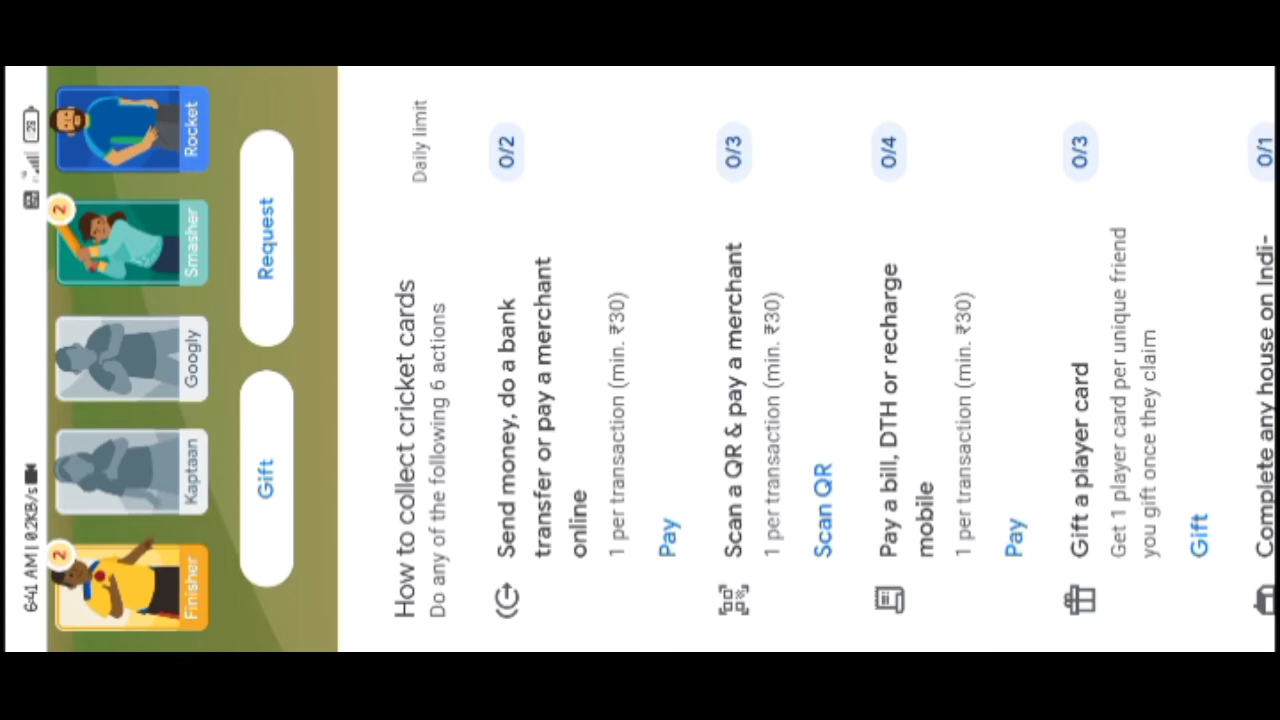 6:41 AM | 0.2KB/s
28
2
2
Finisher
Kaptaan
Googly
Smasher
Rocket
Gift
Request
How to collect cricket cards
Do any of the following 6 actions
Daily limit
Send money, do a bank
transfer or pay a merchant
online
0/2
1 per transaction (min. ₹30)
Pay
Scan a QR & pay a merchant
0/3
1 per transaction (min. ₹30)
Scan QR
Pay a bill, DTH or recharge
mobile
0/4
1 per transaction (min. ₹30)
Pay
Gift a player card
0/3
Get 1 player card per unique friend
you gift once they claim
Gift
Complete any house on Indi-
0/1